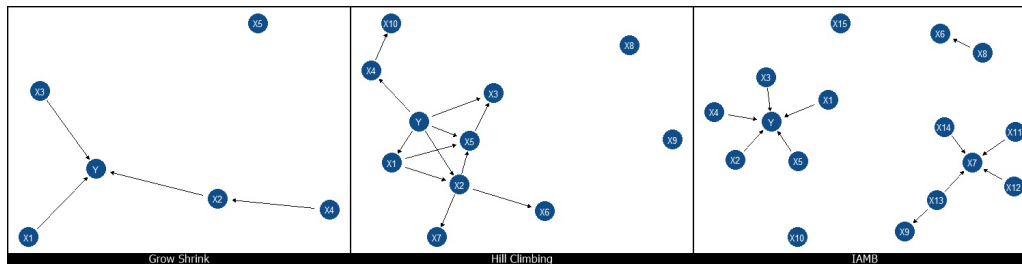 X5
X3
Y
X2
X4
X1
Grow Shrink
X10
X8
X4
X3
Y
X5
X9
X1
X2
X6
X7
Hill Climbing
X15
X6
X8
X3
X1
X4
Y
X14
X11
X2
X5
X7
X12
X13
X9
X10
IAMB